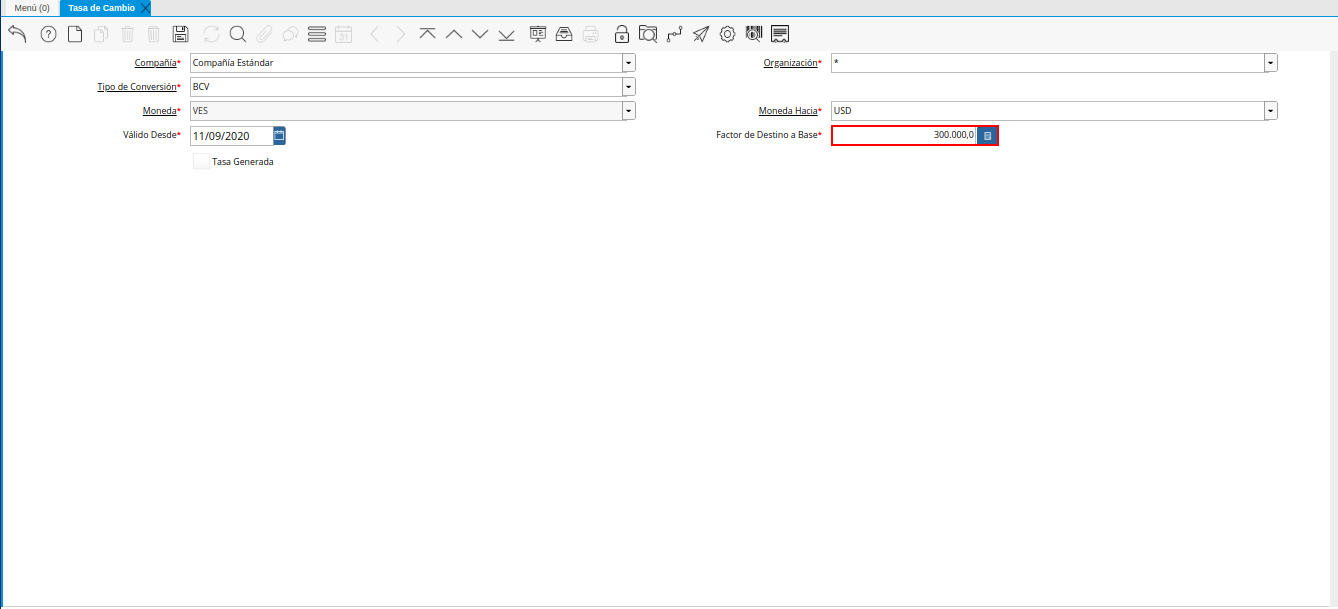 Menú (0) Tasa de Cambio
31
Compañía* Compañía Estándar Organización* *
Tipo de Conversión* BCV
Moneda* VES Moneda Hacia* USD
Válido Desde* 11/09/2020 Factor de Destino a Base* 300.000,0
Tasa Generada